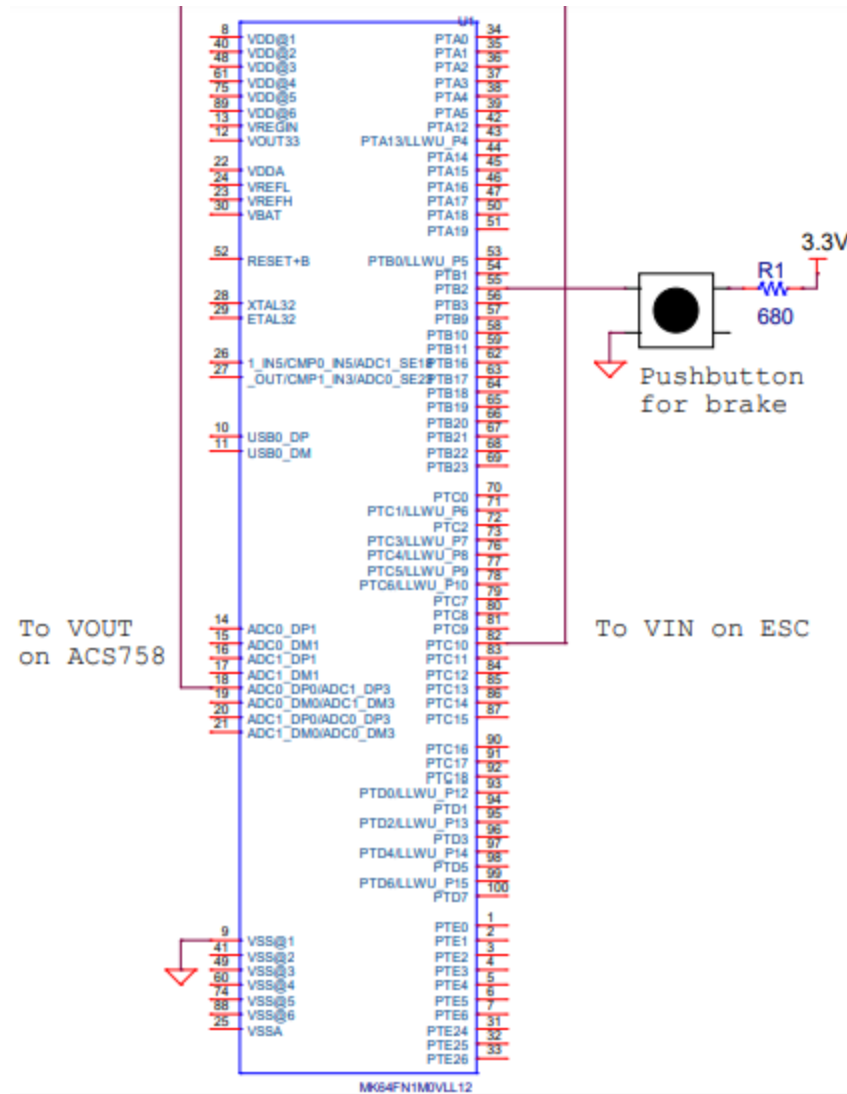 U1
8 VDD@1 PTA0 34
40 VDD@2 PTA1 35
48 VDD@3 PTA2 36
61 VDD@4 PTA3 37
75 VDD@5 PTA4 38
89 VDD@6 PTA5 39
13 VREGIN PTA12 42
12 VOUT33 PTA13/LLWU_P4 43
PTA14 44
22 VDDA PTA15 45
24 VREFL PTA16 46
23 VREFH PTA17 47
30 VBAT PTA18 50
PTA19 51
52 RESET+B PTB0/LLWU_P5 53
PTB1 54
PTB2 55
28 XTAL32 PTB3 56
29 ETAL32 PTB9 57
PTB10 58
PTB11 59
26 1_IN5/CMP0_IN5/ADC1_SE18 PTB16 62
27 _OUT/CMP1_IN3/ADC0_SE23 PTB17 63
PTB18 64
PTB19 65
PTB20 66
10 USB0_DP PTB21 67
11 USB0_DM PTB22 68
PTB23 69
3.3V
R1
680
Pushbutton
for brake
PTC0 70
PTC1/LLWU_P6 71
PTC2 72
PTC3/LLWU_P7 73
PTC4/LLWU_P8 76
PTC5/LLWU_P9 77
PTC6/LLWU_P10 78
PTC7 79
PTC8 80
14 ADC0_DP1 PTC9 81
15 ADC0_DM1 PTC10 82
16 ADC1_DP1 PTC11 83
17 ADC1_DM1 PTC12 84
18 ADC0_DP0/ADC1_DP3 PTC13 85
19 ADC0_DM0/ADC1_DM3 PTC14 86
20 ADC1_DP0/ADC0_DP3 PTC15 87
21 ADC1_DM0/ADC0_DM3
To VOUT
on ACS758
To VIN on ESC
PTC16 90
PTC17 91
PTC18 92
PTD0/LLWU_P12 93
PTD1 94
PTD2/LLWU_P13 95
PTD3 96
PTD4/LLWU_P14 97
PTD5 98
PTD6/LLWU_P15 99
PTD7 100
PTE0 1
9 VSS@1 PTE1 2
41 VSS@2 PTE2 3
49 VSS@3 PTE3 4
60 VSS@4 PTE4 5
74 VSS@5 PTE5 6
88 VSS@6 PTE6 7
25 VSSA PTE24 31
PTE25 32
PTE26 33
MK64FN1M0VLL12